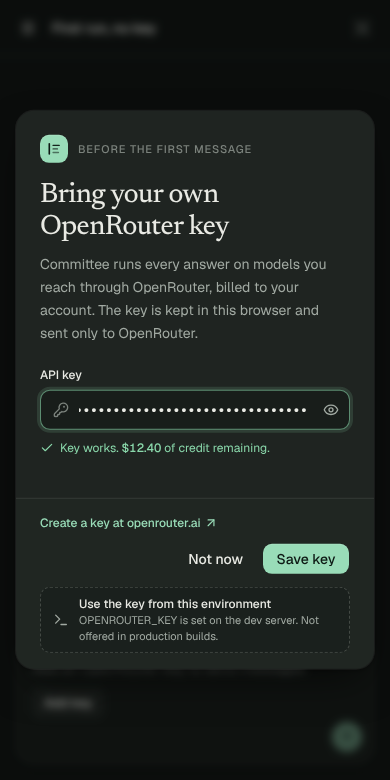 BEFORE THE FIRST MESSAGE
Bring your own
OpenRouter key
Committee runs every answer on models you
reach through OpenRouter, billed to your
account. The key is kept in this browser and
sent only to OpenRouter.
API key
Key works. $12.40 of credit remaining.
Create a key at openrouter.ai ↗
Not now
Save key
Use the key from this environment
OPENROUTER_KEY is set on the dev server. Not
offered in production builds.